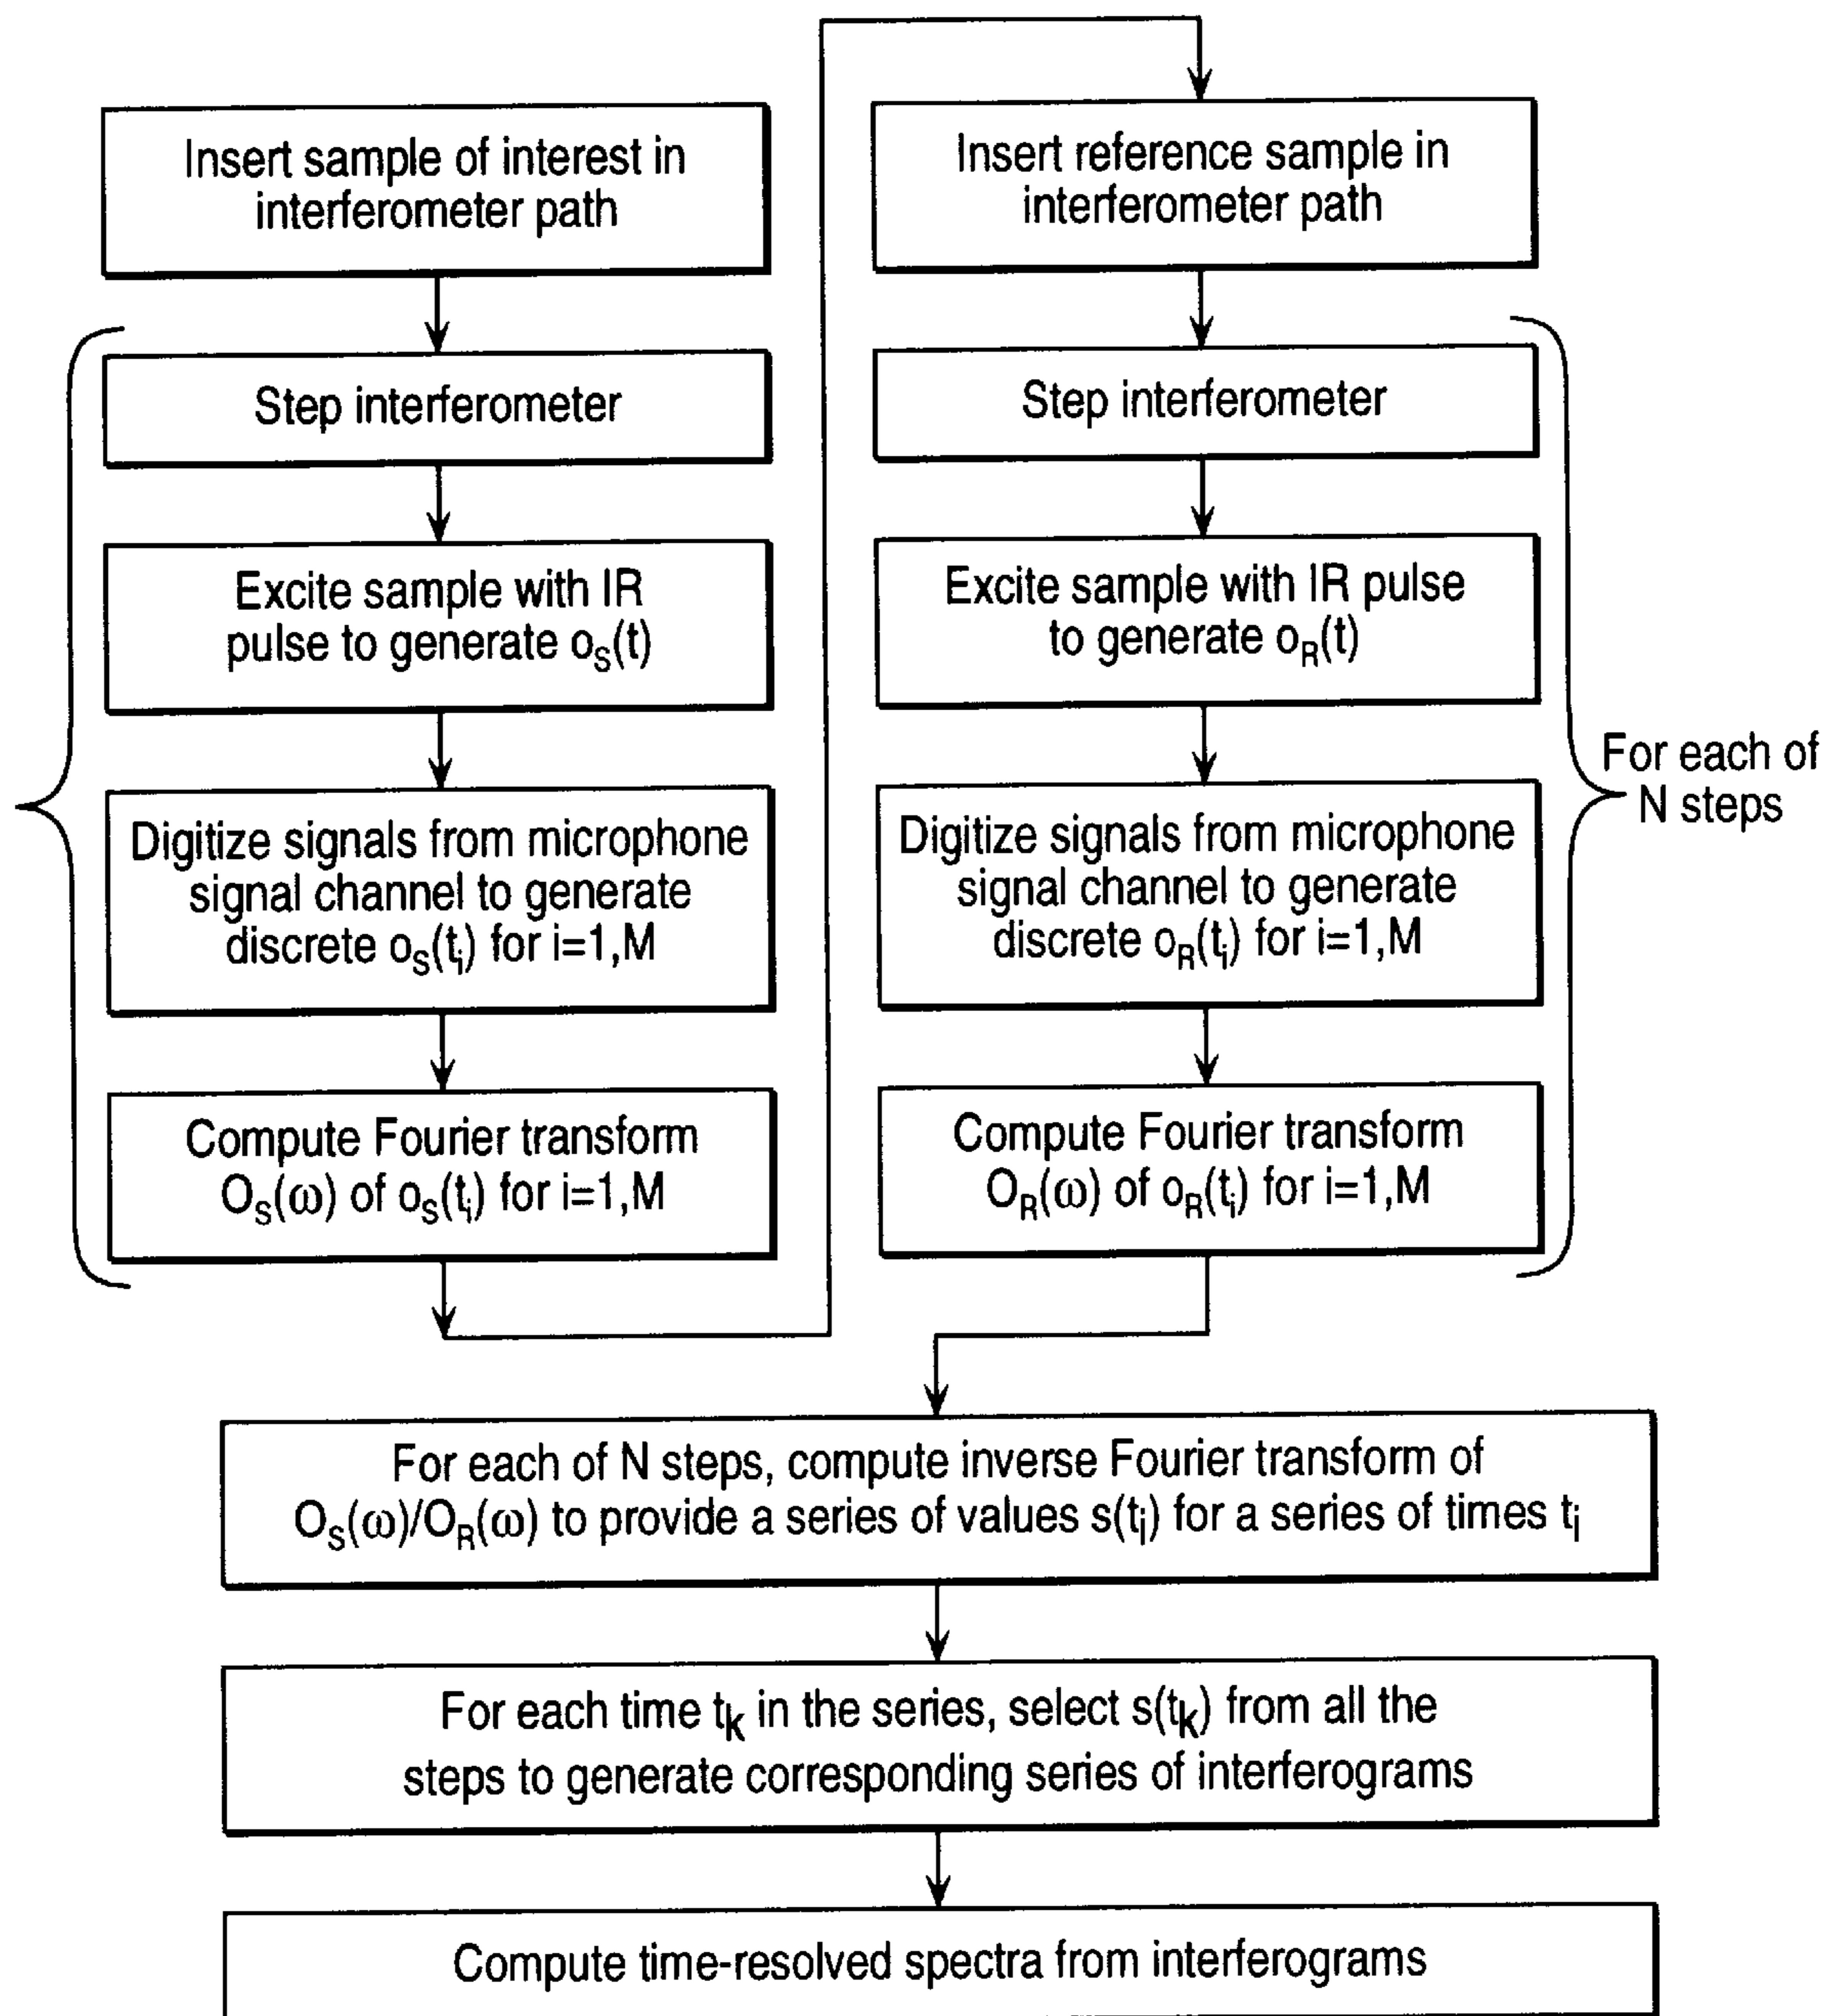 Insert sample of interest in
interferometer path
Step interferometer
Excite sample with IR
pulse to generate oS(t)
Digitize signals from microphone
signal channel to generate
discrete oS(ti) for i=1,M
Compute Fourier transform
OS(ω) of oS(ti) for i=1,M
Insert reference sample in
interferometer path
Step interferometer
Excite sample with IR pulse
to generate oR(t)
Digitize signals from microphone
signal channel to generate
discrete oR(ti) for i=1,M
Compute Fourier transform
OR(ω) of oR(ti) for i=1,M
For each of
N steps
For each of N steps, compute inverse Fourier transform of
OS(ω)/OR(ω) to provide a series of values s(ti) for a series of times ti
For each time tk in the series, select s(tk) from all the
steps to generate corresponding series of interferograms
Compute time-resolved spectra from interferograms